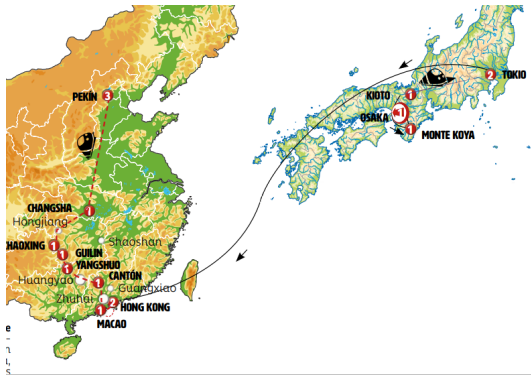 PEKÍN
3
CHANGSHA
1
Hongjiang
CHAOXING
1
1
GUILIN
Shaoshan
1
YANGSHUO
Huangyao
CANTÓN
1
Guangxiao
Zhuhai
1
2
HONG KONG
1
MACAO
KIOTO
1
2
TOKIO
OSAKA
1
1
MONTE KOYA
e
n
,
s